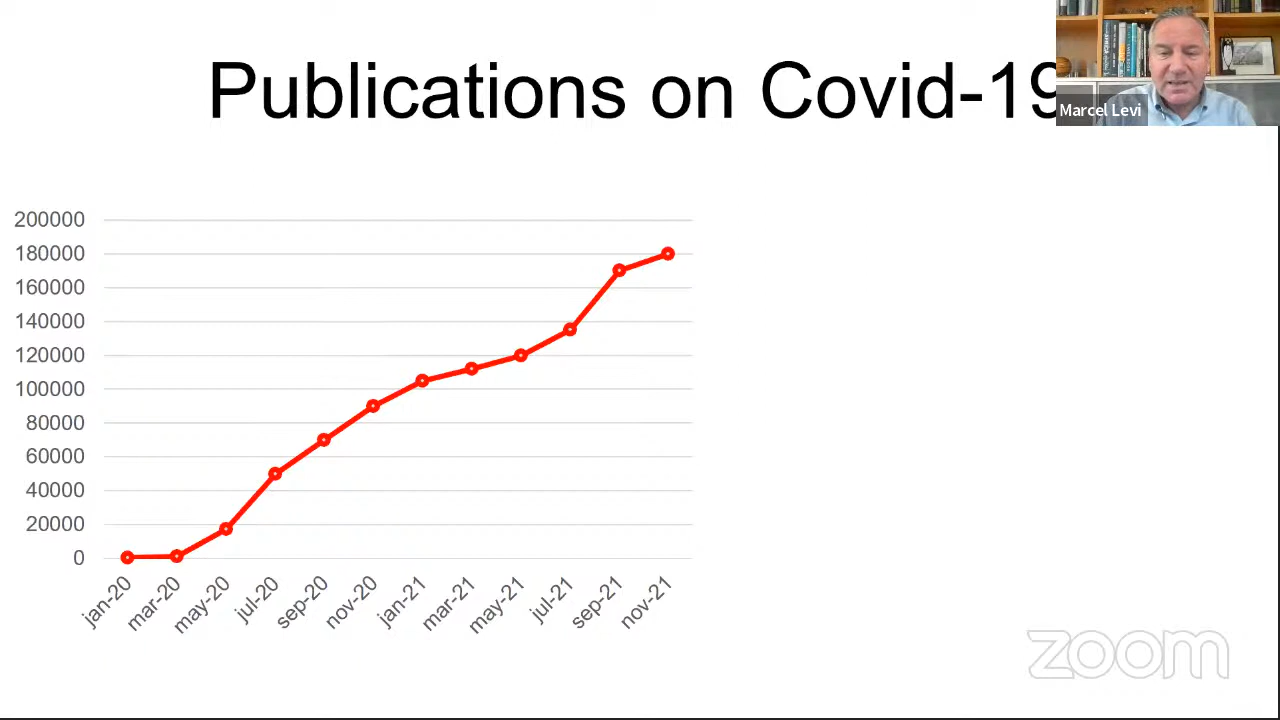 Publications on Covid-19
Marcel Levi
200000
180000
160000
140000
120000
100000
80000
60000
40000
20000
0
jan-20
mar-20
may-20
jul-20
sep-20
nov-20
jan-21
mar-21
may-21
jul-21
sep-21
nov-21
zoom